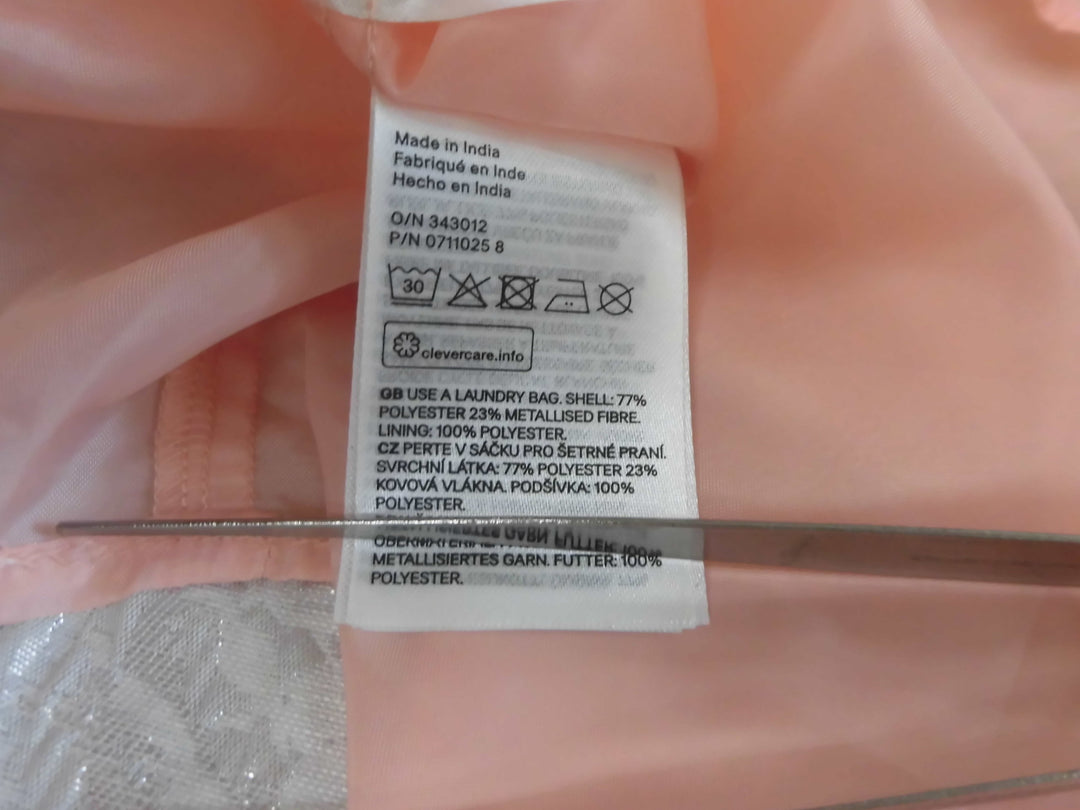 Made in India
Fabriqué en Inde
Hecho en India
O/N 343012
P/N 0711025 8
30
clevercare.info
GB USE A LAUNDRY BAG. SHELL: 77%
POLYESTER 23% METALLISED FIBRE.
LINING: 100% POLYESTER.
CZ PERTE V SÁČKU PRO ŠETRNÉ PRANÍ.
SVRCHNÍ LÁTKA: 77% POLYESTER 23%
KOVOVÁ VLÁKNA. PODŠÍVKA: 100%
POLYESTER.
METALLISIERTES GARN. FUTTER: 100%
POLYESTER.